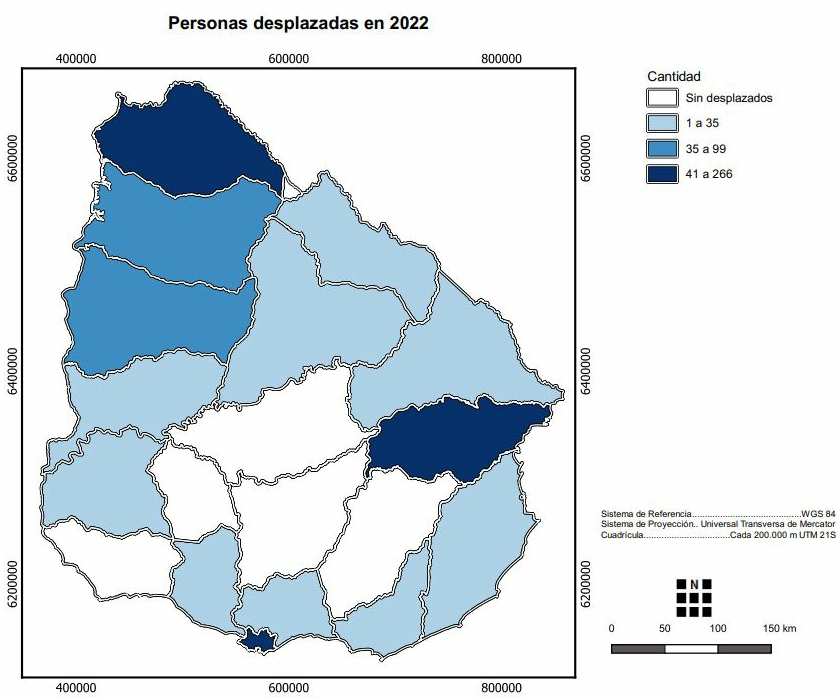 Personas desplazadas en 2022
400000 600000 800000
Cantidad
Sin desplazados
1 a 35
35 a 99
41 a 266
6600000 6600000
6400000 6400000
6200000 6200000
Sistema de Referencia.............................................WGS 84
Sistema de Proyección.. Universal Transversa de Mercator
Cuadrícula...................................Cada 200.000 m UTM 21S
N
0 50 100 150 km
400000 600000 800000